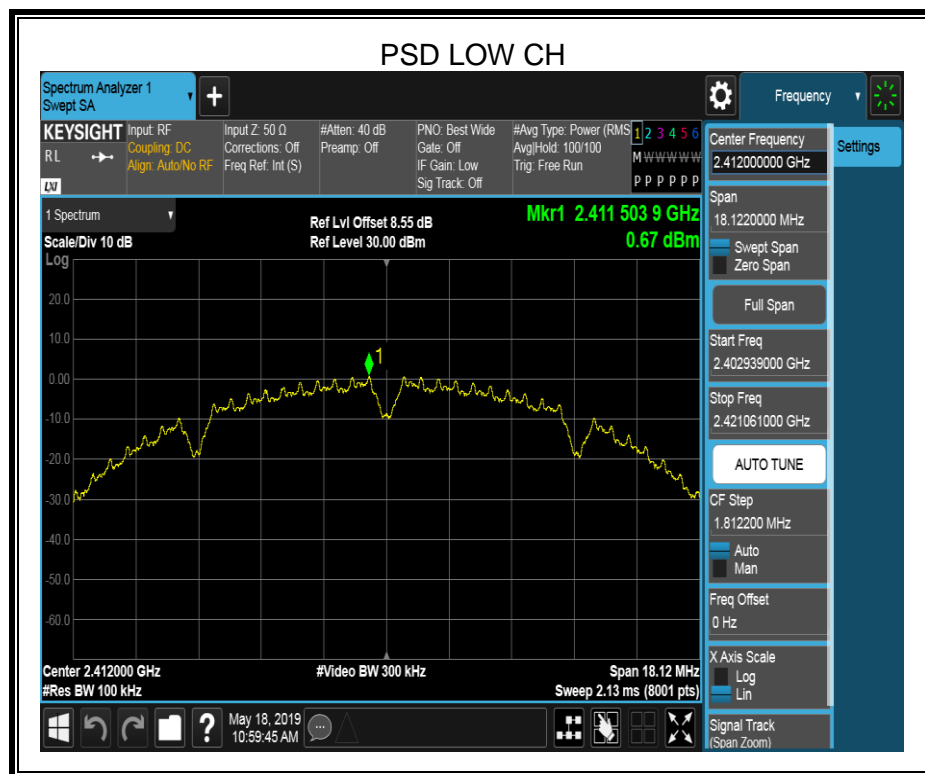 PSD LOW CH
Spectrum Analyzer 1
Swept SA
Frequency
KEYSIGHT
RL
LXI
Input: RF
Coupling: DC
Align: Auto/No RF
Input Z: 50 Ω
Corrections: Off
Freq Ref: Int (S)
#Atten: 40 dB
Preamp: Off
PNO: Best Wide
Gate: Off
IF Gain: Low
Sig Track: Off
#Avg Type: Power (RMS
Avg|Hold: 100/100
Trig: Free Run
1 2 3 4 5 6
M W W W W W
P P P P P P
1 Spectrum
Scale/Div 10 dB
Log
Ref Lvl Offset 8.55 dB
Ref Level 30.00 dBm
Mkr1 2.411 503 9 GHz
0.67 dBm
20.0
10.0
0.00
-10.0
-20.0
-30.0
-40.0
-50.0
-60.0
1
Center 2.412000 GHz
#Res BW 100 kHz
#Video BW 300 kHz
Span 18.12 MHz
Sweep 2.13 ms (8001 pts)
Center Frequency
2.412000000 GHz
Span
18.1220000 MHz
Swept Span
Zero Span
Full Span
Start Freq
2.402939000 GHz
Stop Freq
2.421061000 GHz
AUTO TUNE
CF Step
1.812200 MHz
Auto
Man
Freq Offset
0 Hz
X Axis Scale
Log
Lin
Signal Track
(Span Zoom)
Settings
?
May 18, 2019
10:59:45 AM